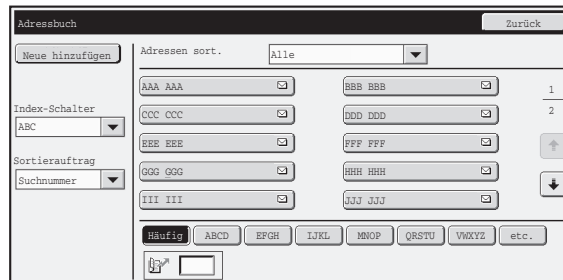 Adressbuch Zurück
Neue hinzufügen Adressen sort. Alle
AAA AAA BBB BBB 1
Index-Schalter CCC CCC DDD DDD 2
ABC
EEE EEE FFF FFF
Sortierauftrag
Suchnummer GGG GGG HHH HHH
III III JJJ JJJ
Häufig ABCD EFGH IJKL MNOP QRSTU VWXYZ etc.